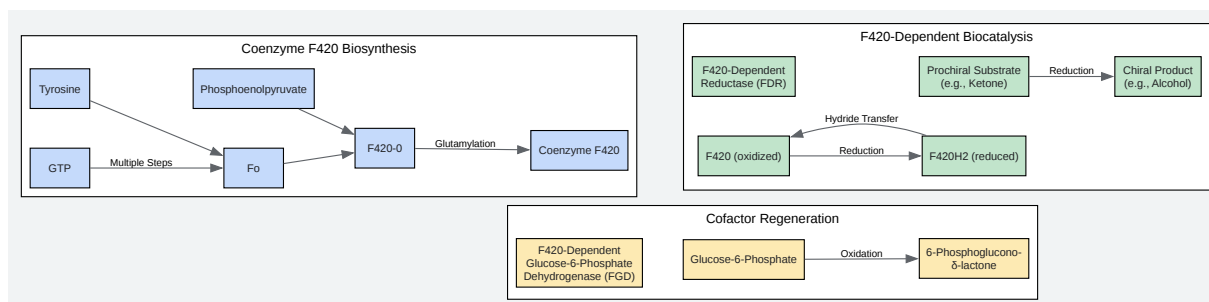 Coenzyme F420 Biosynthesis
Tyrosine
Phosphoenolpyruvate
GTP
Multiple Steps
Fo
F420-0
Glutamylation
Coenzyme F420
F420-Dependent Biocatalysis
F420-Dependent
Reductase (FDR)
Prochiral Substrate
(e.g., Ketone)
Reduction
Chiral Product
(e.g., Alcohol)
Hydride Transfer
F420 (oxidized)
Reduction
F420H2 (reduced)
Cofactor Regeneration
F420-Dependent
Glucose-6-Phosphate
Dehydrogenase (FGD)
Glucose-6-Phosphate
Oxidation
6-Phosphoglucono-
δ-lactone